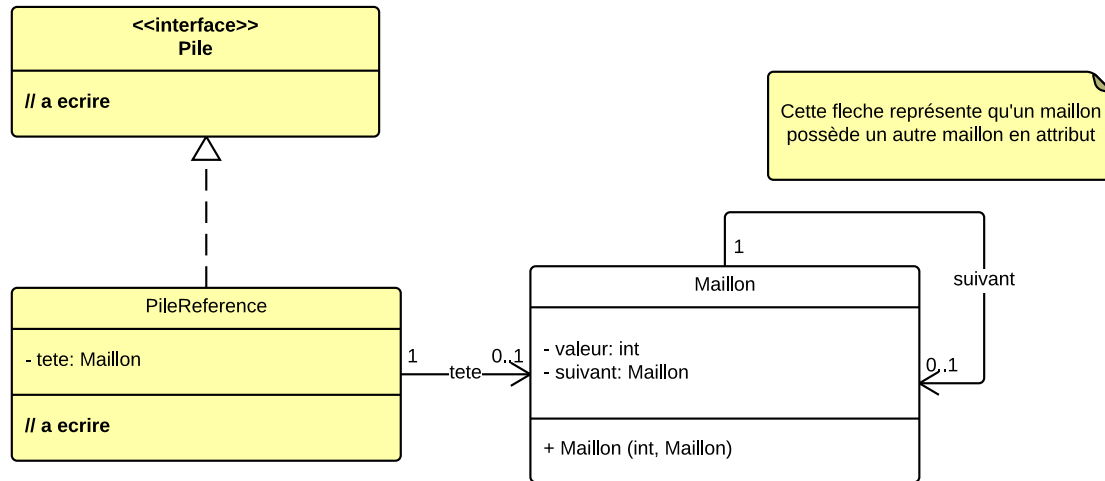 <<interface>>
Pile
// a ecrire
Cette fleche représente qu'un maillon
possède un autre maillon en attribut
1
suivant
Maillon
PileReference
- tete: Maillon
1
0..1
tete
- valeur: int
- suivant: Maillon
0..1
// a ecrire
+ Maillon (int, Maillon)